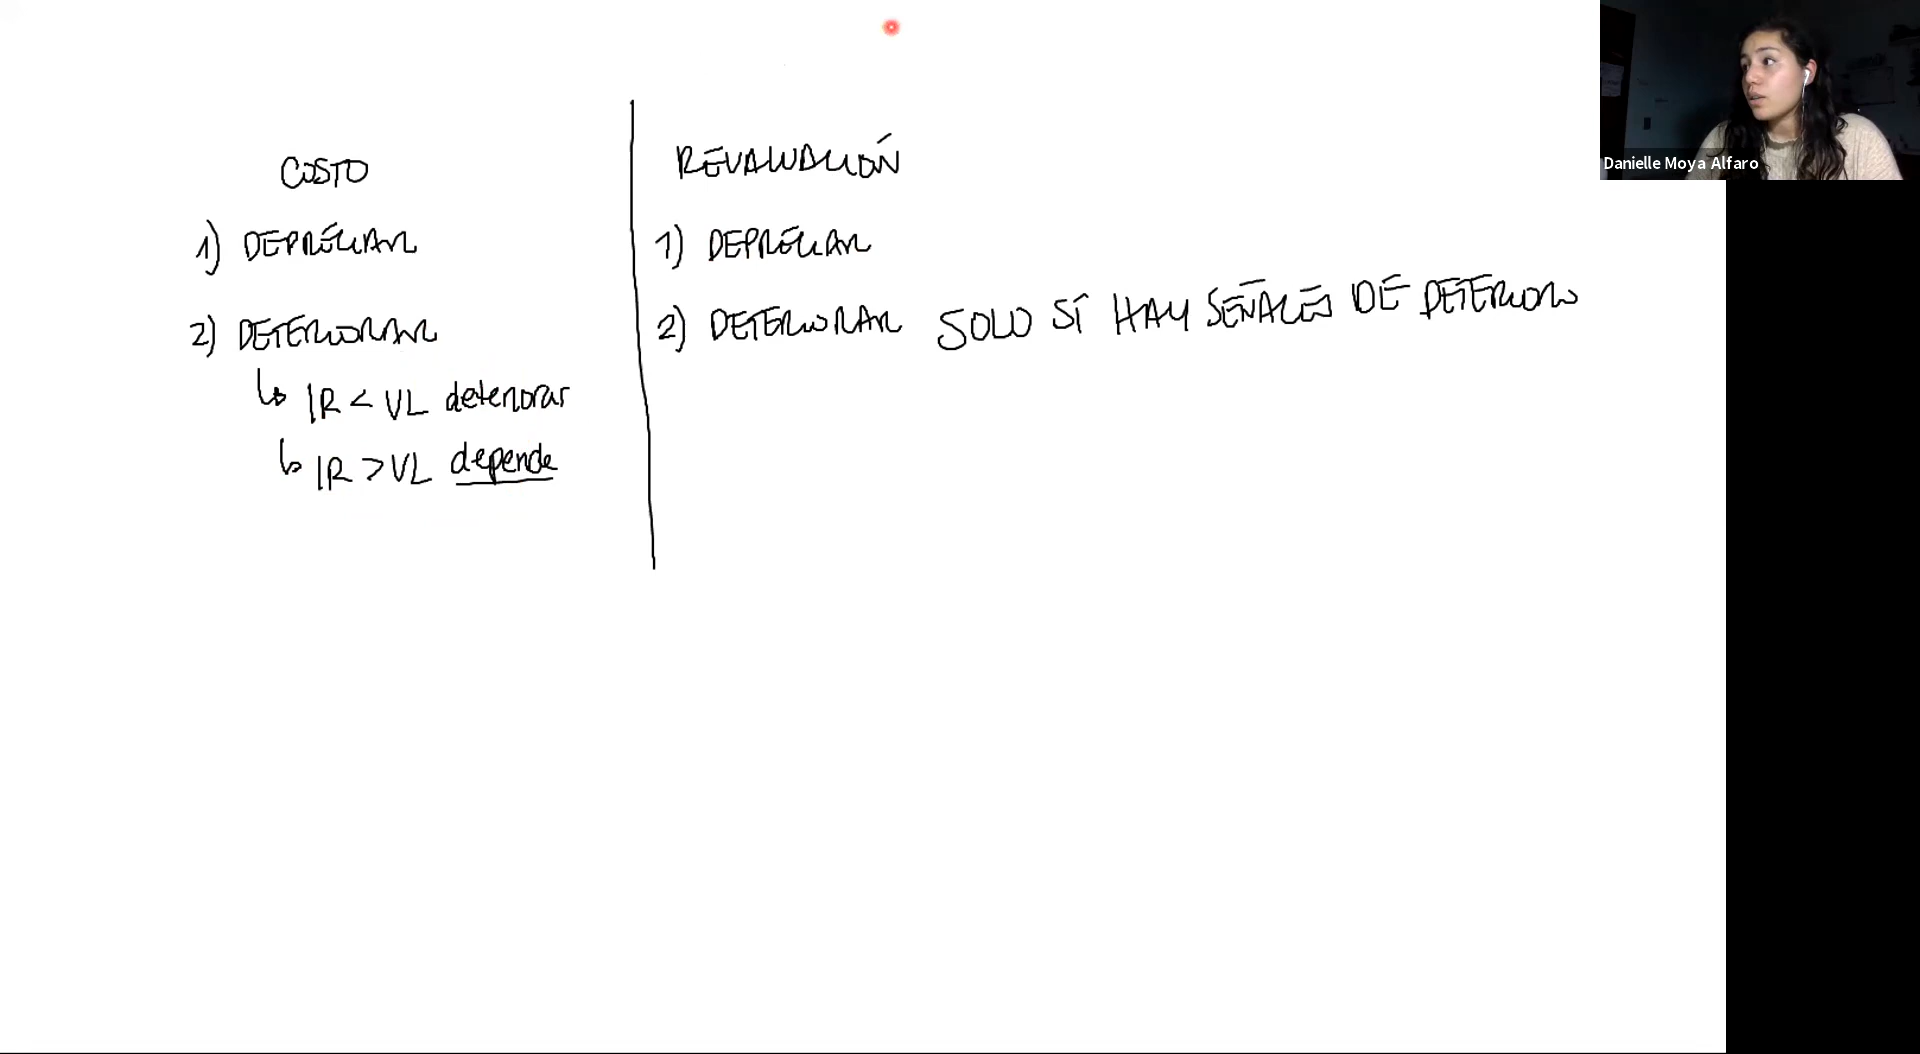 COSTO
1) DEPRECIAR
2) DETERIORAR
↳ IR < VL deteriorar
↳ IR > VL depende
REVALUACIÓN
1) DEPRECIAR
2) DETERIORAR SOLO SÍ HAY SEÑALES DE DETERIORO
Danielle Moya Alfaro